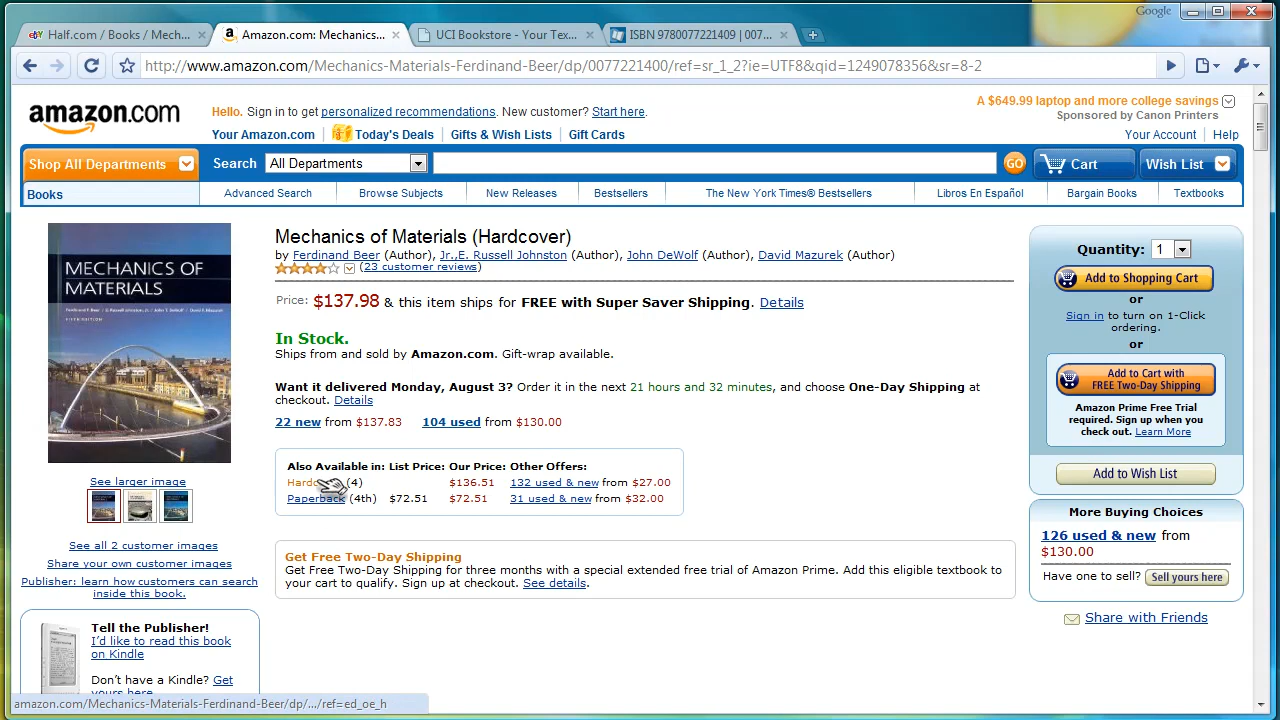 Google
Half.com / Books / Mech...
Amazon.com: Mechanics...
UCI Bookstore - Your Tex...
ISBN 9780077221409 | 007...
http://www.amazon.com/Mechanics-Materials-Ferdinand-Beer/dp/0077221400/ref=sr_1_2?ie=UTF8&qid=1249078356&sr=8-2
amazon.com
Hello. Sign in to get personalized recommendations. New customer? Start here.
A $649.99 laptop and more college savings
Sponsored by Canon Printers
Your Amazon.com
Today's Deals
Gifts & Wish Lists
Gift Cards
Your Account
Help
Shop All Departments
Search
All Departments
GO
Cart
Wish List
Books
Advanced Search
Browse Subjects
New Releases
Bestsellers
The New York Times® Bestsellers
Libros En Español
Bargain Books
Textbooks
MECHANICS OF
MATERIALS
Mechanics of Materials (Hardcover)
by Ferdinand Beer (Author), Jr.,E. Russell Johnston (Author), John DeWolf (Author), David Mazurek (Author)
(23 customer reviews)
Price: $137.98 & this item ships for FREE with Super Saver Shipping. Details
In Stock.
Ships from and sold by Amazon.com. Gift-wrap available.
Want it delivered Monday, August 3? Order it in the next 21 hours and 32 minutes, and choose One-Day Shipping at
checkout. Details
22 new from $137.83 104 used from $130.00
Also Available in: List Price: Our Price: Other Offers:
(4) $136.51 132 used & new from $27.00
Paperback (4th) $72.51 $72.51 31 used & new from $32.00
Get Free Two-Day Shipping
Get Free Two-Day Shipping for three months with a special extended free trial of Amazon Prime. Add this eligible textbook to
your cart to qualify. Sign up at checkout. See details.
See larger image
See all 2 customer images
Share your own customer images
Publisher: learn how customers can search
inside this book.
Tell the Publisher!
I'd like to read this book
on Kindle
Don't have a Kindle? Get
yours here
Quantity: 1
Add to Shopping Cart
or
Sign in to turn on 1-Click
ordering.
or
Add to Cart with
FREE Two-Day Shipping
Amazon Prime Free Trial
required. Sign up when you
check out. Learn More
Add to Wish List
More Buying Choices
126 used & new from
$130.00
Have one to sell? Sell yours here
Share with Friends
amazon.com/Mechanics-Materials-Ferdinand-Beer/dp/.../ref=ed_oe_h